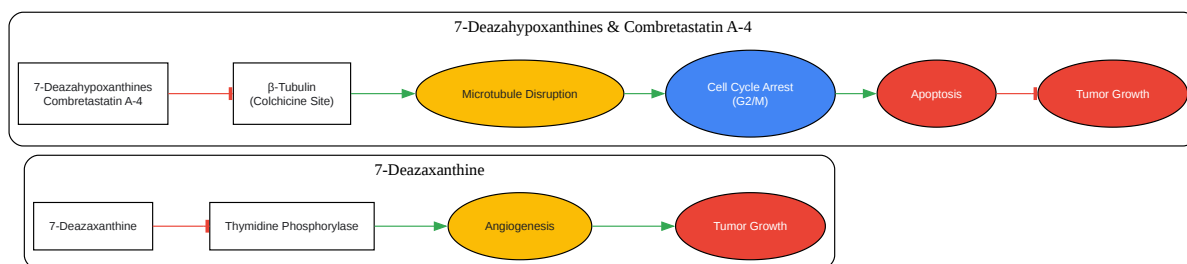 7-Deazahypoxanthines & Combretastatin A-4
7-Deazahypoxanthines
Combretastatin A-4
β-Tubulin
(Colchicine Site)
Microtubule Disruption
Cell Cycle Arrest
(G2/M)
Apoptosis
Tumor Growth
7-Deazaxanthine
7-Deazaxanthine
Thymidine Phosphorylase
Angiogenesis
Tumor Growth